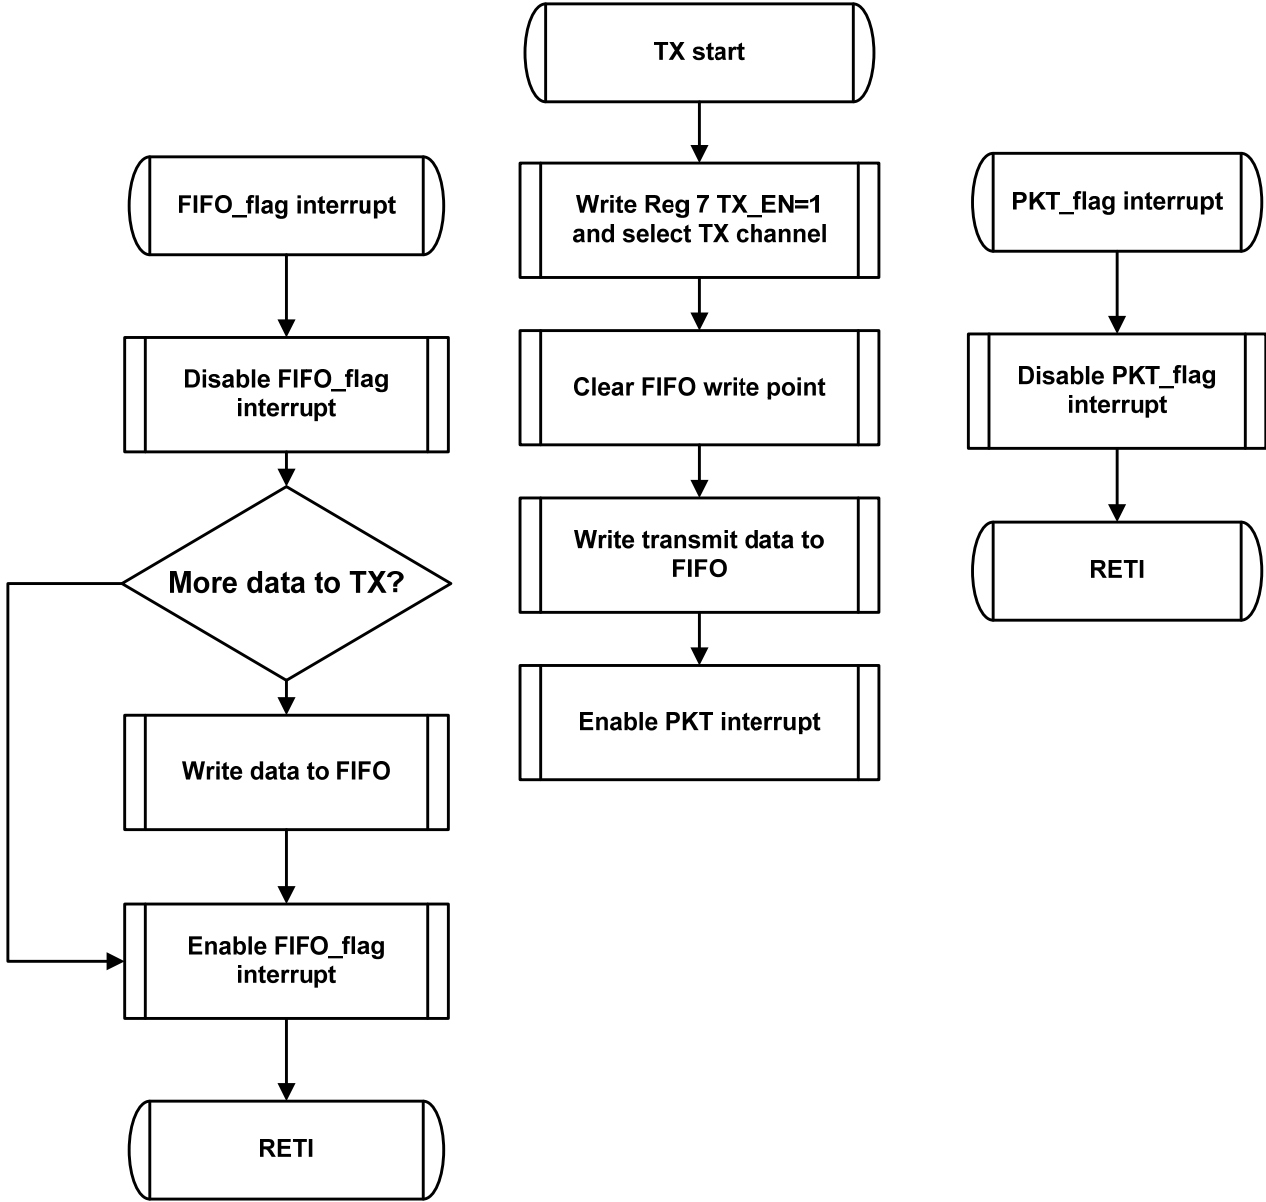 TX start
Write Reg 7 TX_EN=1
and select TX channel
Clear FIFO write point
Write transmit data to
FIFO
Enable PKT interrupt
FIFO_flag interrupt
Disable FIFO_flag
interrupt
More data to TX?
Write data to FIFO
Enable FIFO_flag
interrupt
RETI
PKT_flag interrupt
Disable PKT_flag
interrupt
RETI